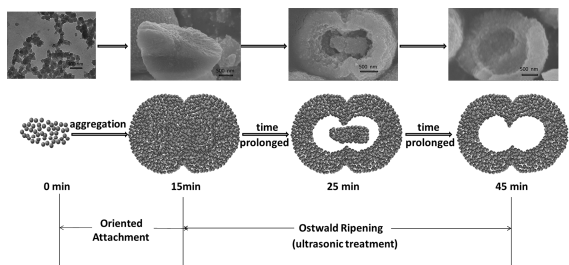 500 nm
500 nm
500 nm
aggregation
time
prolonged
time
prolonged
0 min
15min
25 min
45 min
Oriented
Attachment
Ostwald Ripening
(ultrasonic treatment)